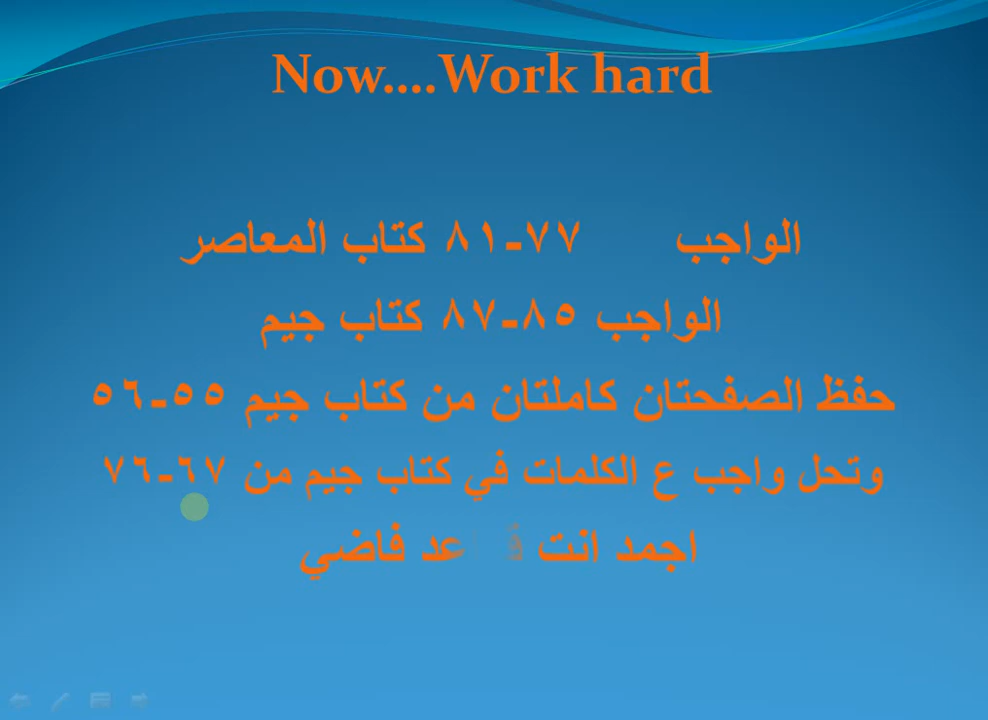 Now....Work hard
الواجب ٧٧-٨١ كتاب المعاصر
الواجب ٨٥-٨٧ كتاب جيم
حفظ الصفحتان كاملتان من كتاب جيم ٥٥-٥٦
وتحل واجب ع الكلمات في كتاب جيم من ٦٧-٧٦
اجمد انت قاعد فاضي